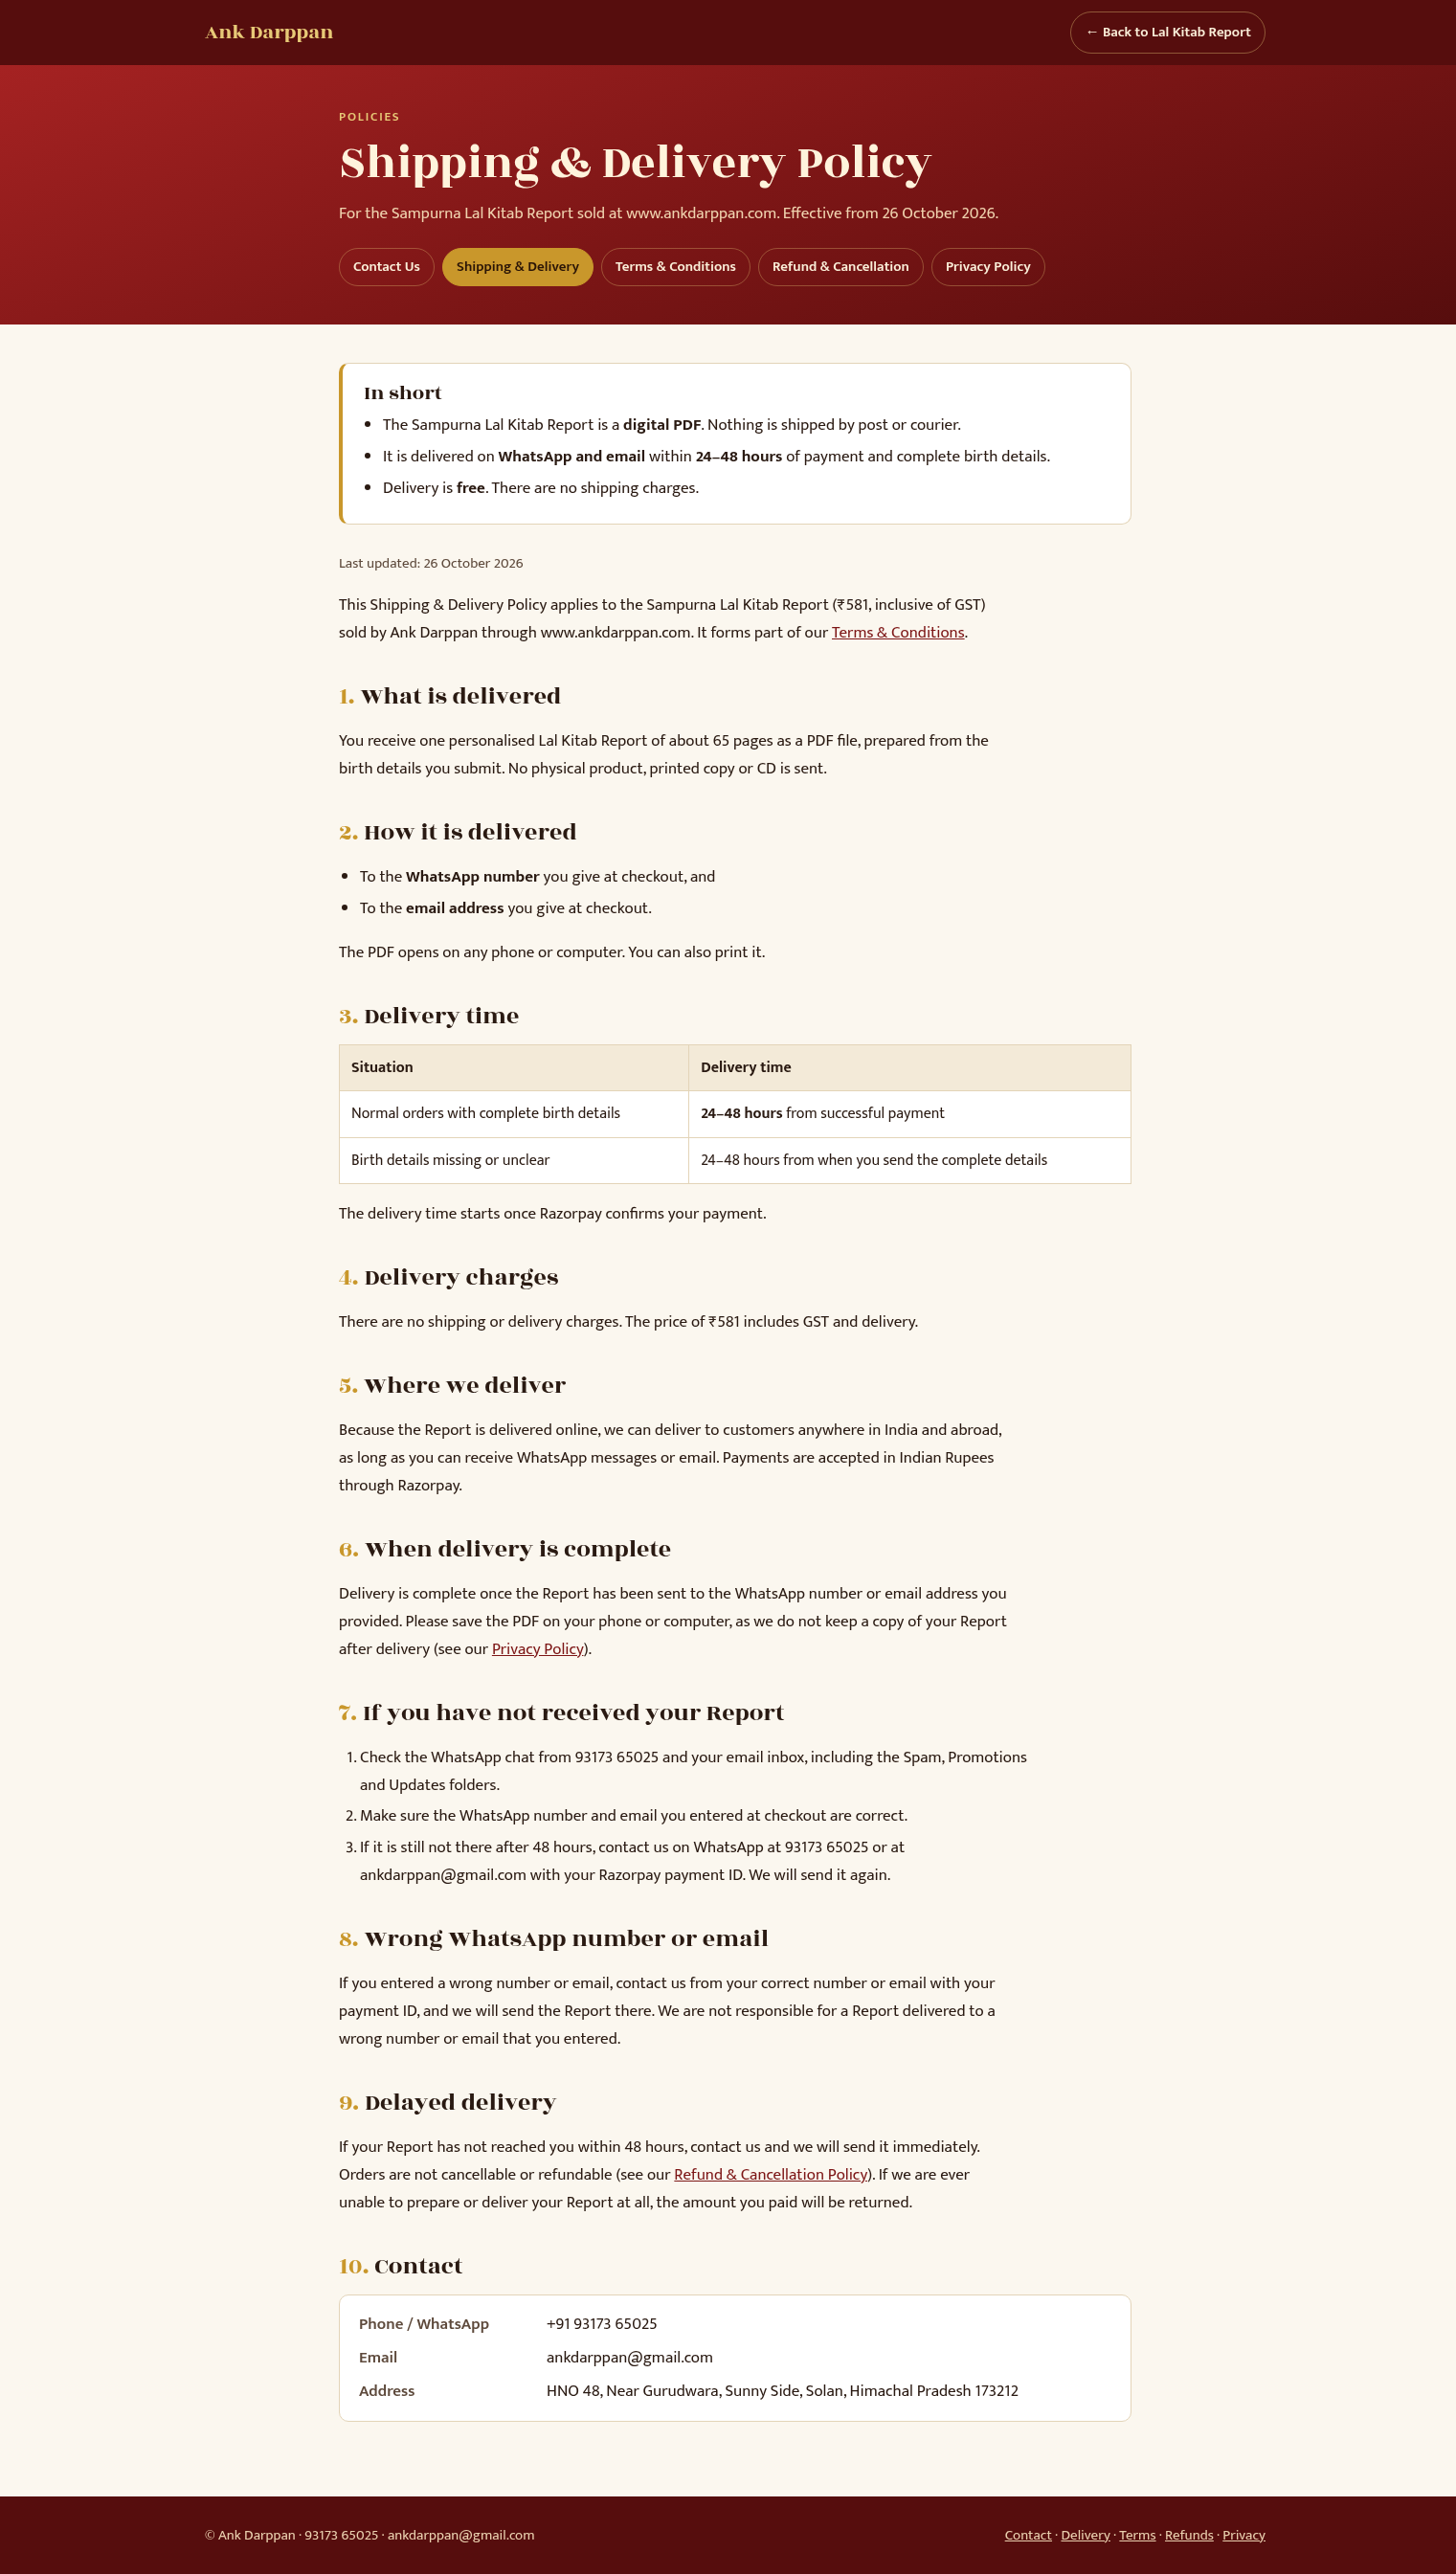 Ank Darppan
← Back to Lal Kitab Report
POLICIES
Shipping & Delivery Policy
For the Sampurna Lal Kitab Report sold at www.ankdarppan.com. Effective from 26 October 2026.
Contact Us
Shipping & Delivery
Terms & Conditions
Refund & Cancellation
Privacy Policy
In short
• The Sampurna Lal Kitab Report is a digital PDF. Nothing is shipped by post or courier.
• It is delivered on WhatsApp and email within 24–48 hours of payment and complete birth details.
• Delivery is free. There are no shipping charges.
Last updated: 26 October 2026
This Shipping & Delivery Policy applies to the Sampurna Lal Kitab Report (₹581, inclusive of GST)
sold by Ank Darppan through www.ankdarppan.com. It forms part of our Terms & Conditions.
1. What is delivered
You receive one personalised Lal Kitab Report of about 65 pages as a PDF file, prepared from the
birth details you submit. No physical product, printed copy or CD is sent.
2. How it is delivered
• To the WhatsApp number you give at checkout, and
• To the email address you give at checkout.
The PDF opens on any phone or computer. You can also print it.
3. Delivery time
Situation
Delivery time
Normal orders with complete birth details
24–48 hours from successful payment
Birth details missing or unclear
24–48 hours from when you send the complete details
The delivery time starts once Razorpay confirms your payment.
4. Delivery charges
There are no shipping or delivery charges. The price of ₹581 includes GST and delivery.
5. Where we deliver
Because the Report is delivered online, we can deliver to customers anywhere in India and abroad,
as long as you can receive WhatsApp messages or email. Payments are accepted in Indian Rupees
through Razorpay.
6. When delivery is complete
Delivery is complete once the Report has been sent to the WhatsApp number or email address you
provided. Please save the PDF on your phone or computer, as we do not keep a copy of your Report
after delivery (see our Privacy Policy).
7. If you have not received your Report
1. Check the WhatsApp chat from 93173 65025 and your email inbox, including the Spam, Promotions
and Updates folders.
2. Make sure the WhatsApp number and email you entered at checkout are correct.
3. If it is still not there after 48 hours, contact us on WhatsApp at 93173 65025 or at
ankdarppan@gmail.com with your Razorpay payment ID. We will send it again.
8. Wrong WhatsApp number or email
If you entered a wrong number or email, contact us from your correct number or email with your
payment ID, and we will send the Report there. We are not responsible for a Report delivered to a
wrong number or email that you entered.
9. Delayed delivery
If your Report has not reached you within 48 hours, contact us and we will send it immediately.
Orders are not cancellable or refundable (see our Refund & Cancellation Policy). If we are ever
unable to prepare or deliver your Report at all, the amount you paid will be returned.
10. Contact
Phone / WhatsApp
+91 93173 65025
Email
ankdarppan@gmail.com
Address
HNO 48, Near Gurudwara, Sunny Side, Solan, Himachal Pradesh 173212
© Ank Darppan · 93173 65025 · ankdarppan@gmail.com
Contact · Delivery · Terms · Refunds · Privacy